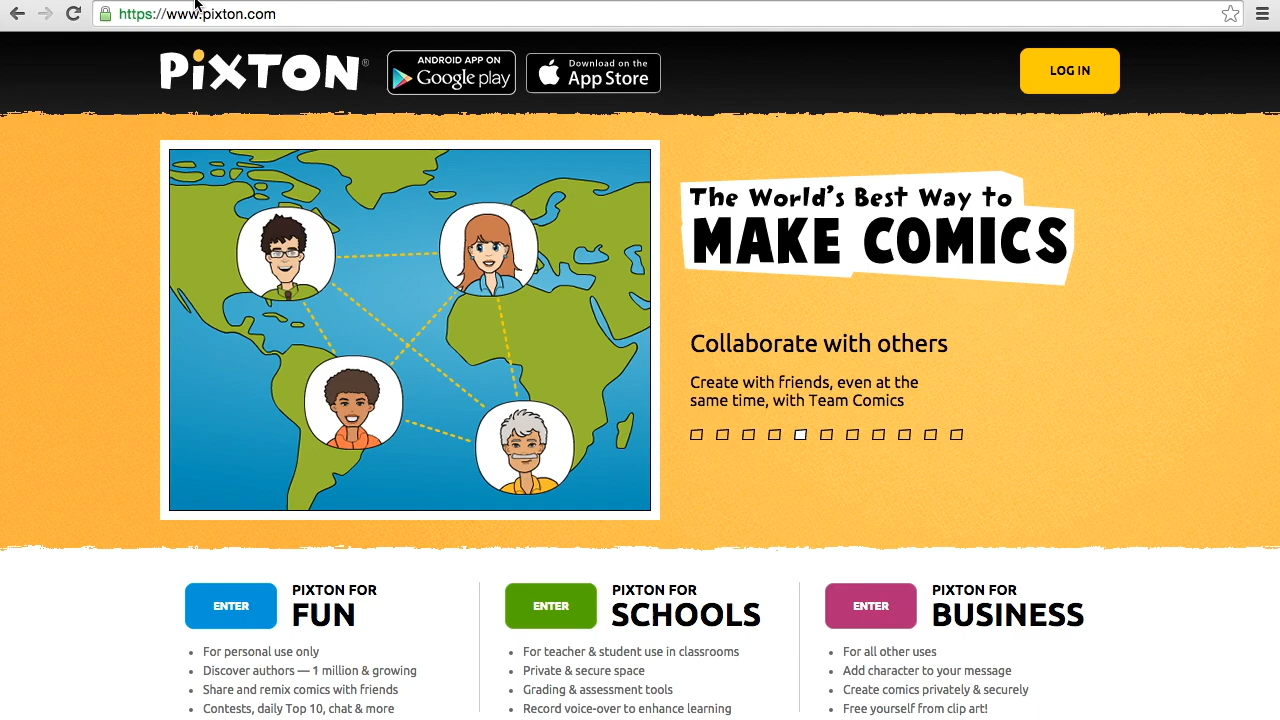 https://www.pixton.com
PiXTON®
ANDROID APP ON
Google play
Download on the
App Store
LOG IN
The World's Best Way to
MAKE COMICS
Collaborate with others
Create with friends, even at the
same time, with Team Comics
ENTER
PIXTON FOR
FUN
For personal use only
Discover authors — 1 million & growing
Share and remix comics with friends
Contests, daily Top 10, chat & more
ENTER
PIXTON FOR
SCHOOLS
For teacher & student use in classrooms
Private & secure space
Grading & assessment tools
Record voice-over to enhance learning
ENTER
PIXTON FOR
BUSINESS
For all other uses
Add character to your message
Create comics privately & securely
Free yourself from clip art!